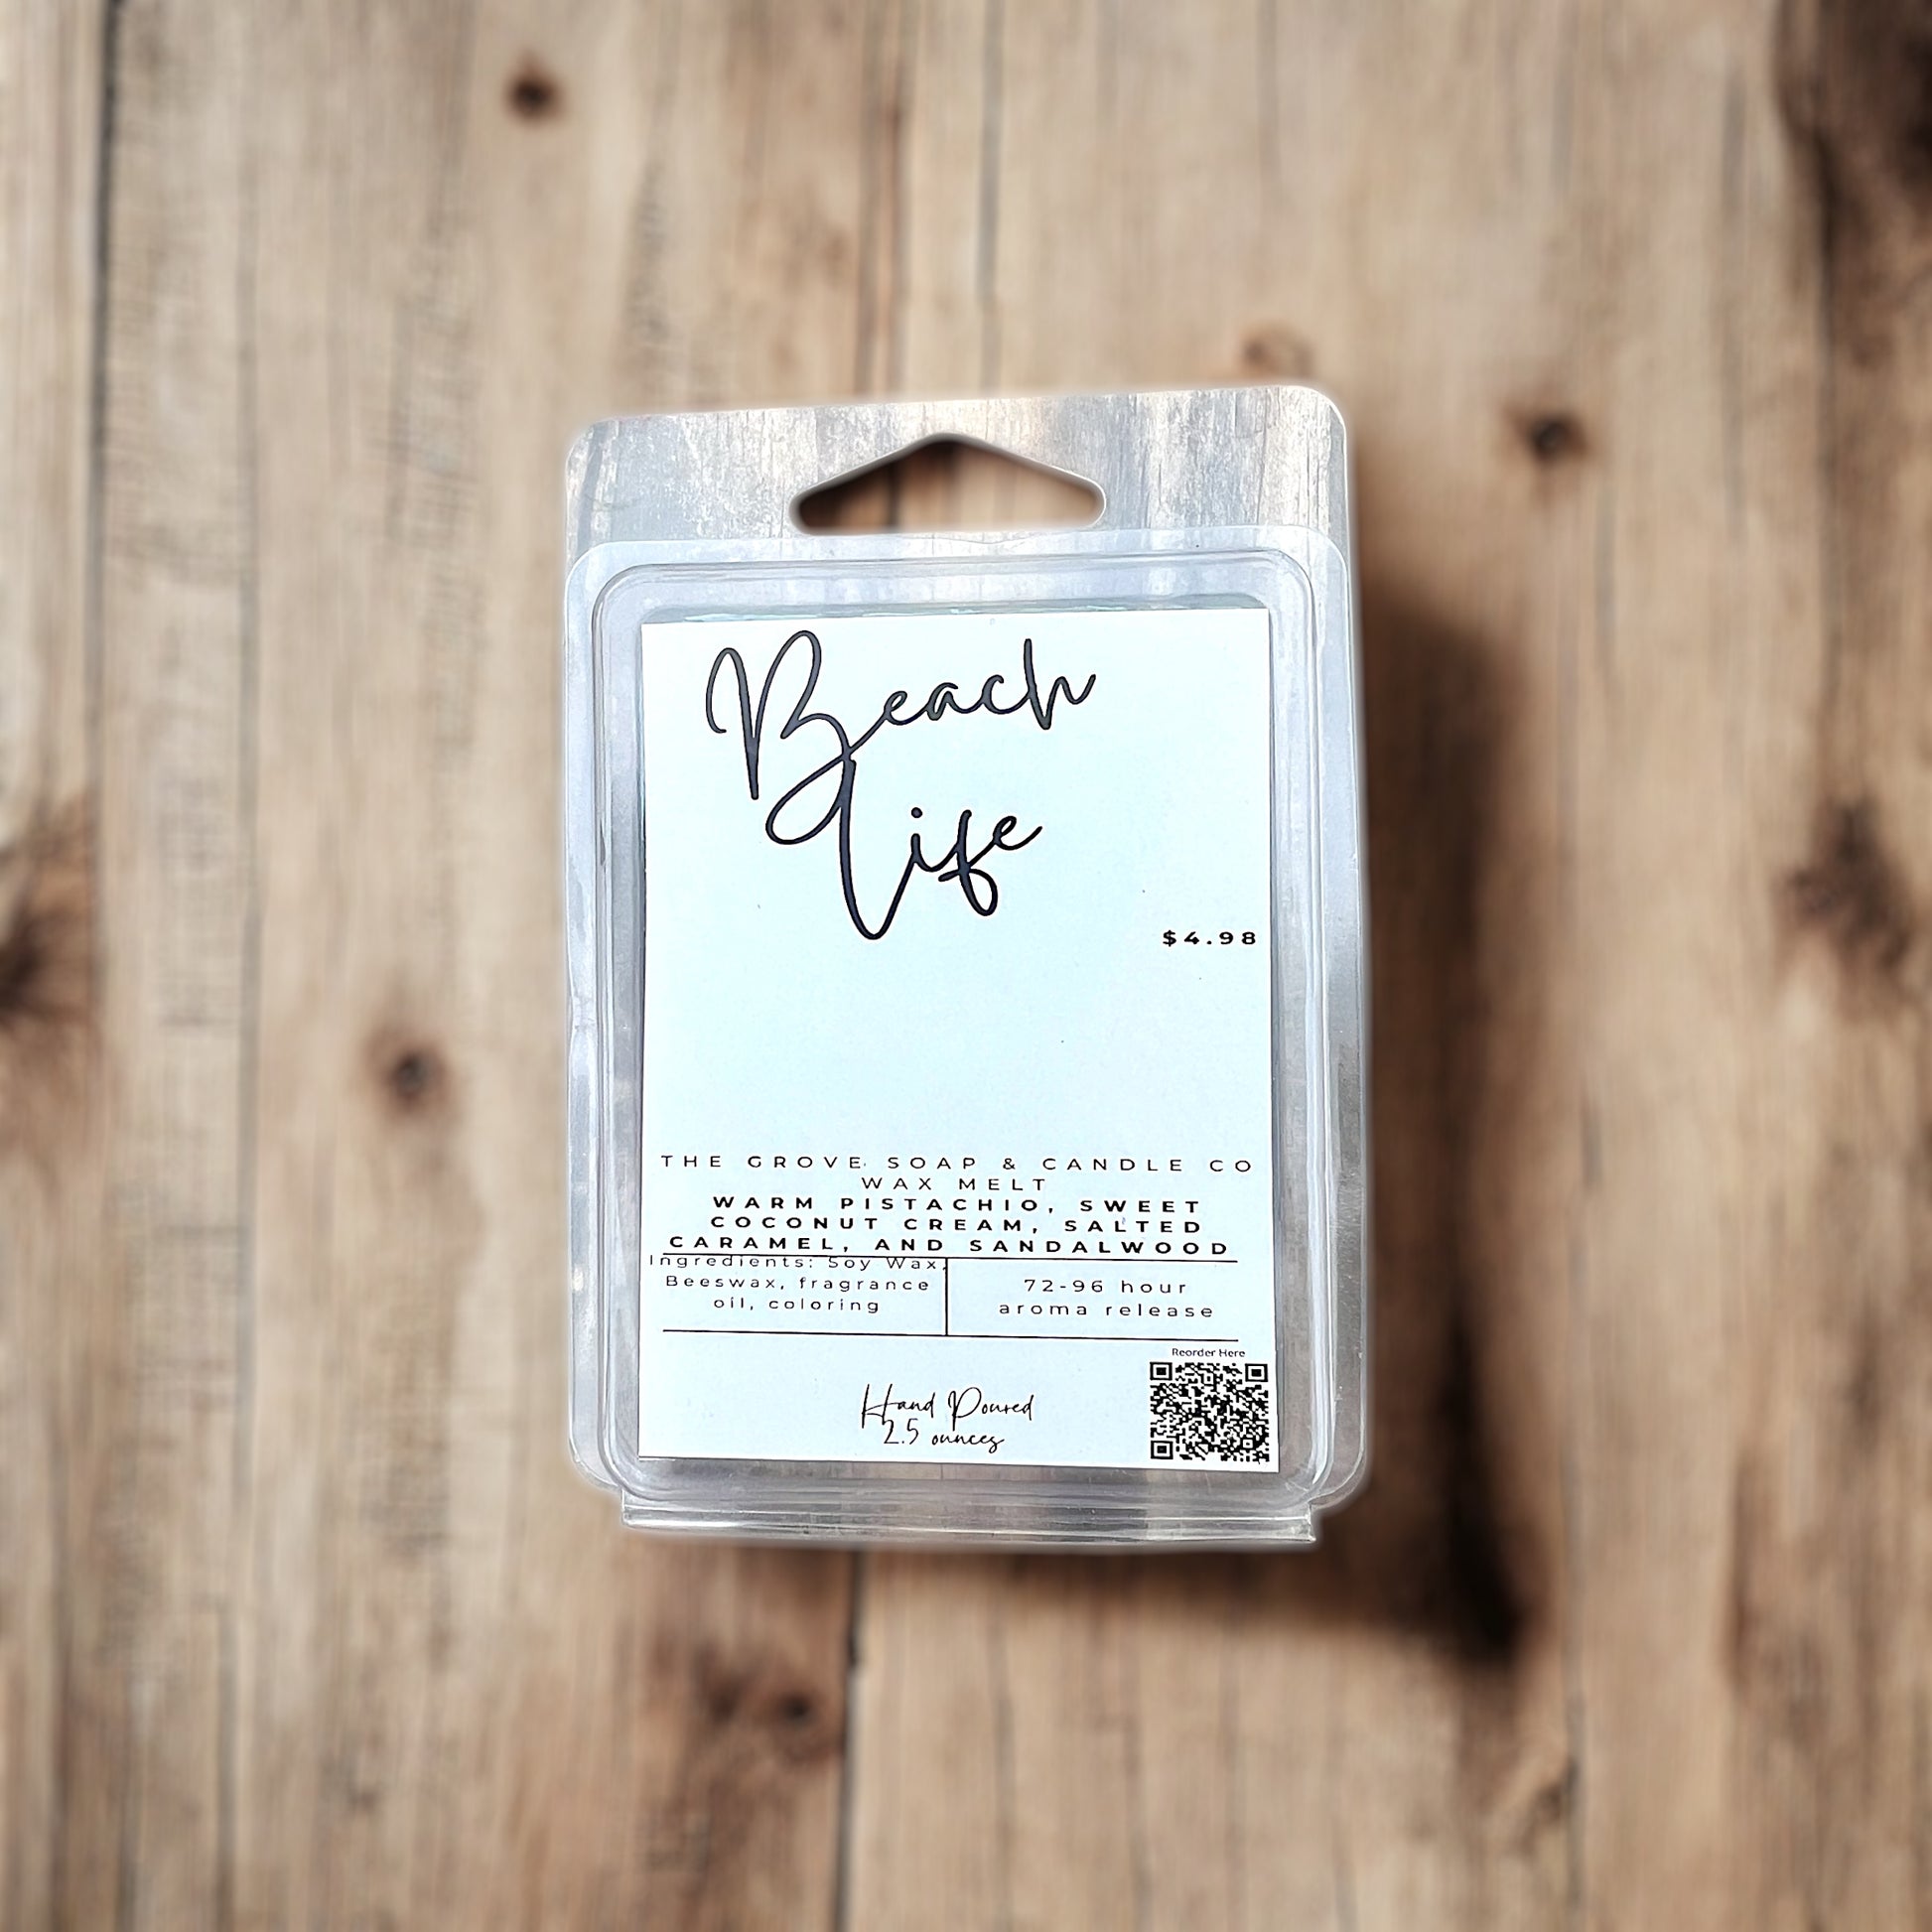 Beach
Life
$4.98
THE GROVE SOAP & CANDLE CO
WAX MELT
WARM PISTACHIO, SWEET
COCONUT CREAM, SALTED
CARAMEL, AND SANDALWOOD
Ingredients: Soy Wax,
Beeswax, fragrance
oil, coloring
72-96 hour
aroma release
Reorder Here
Hand Poured
2.5 ounces